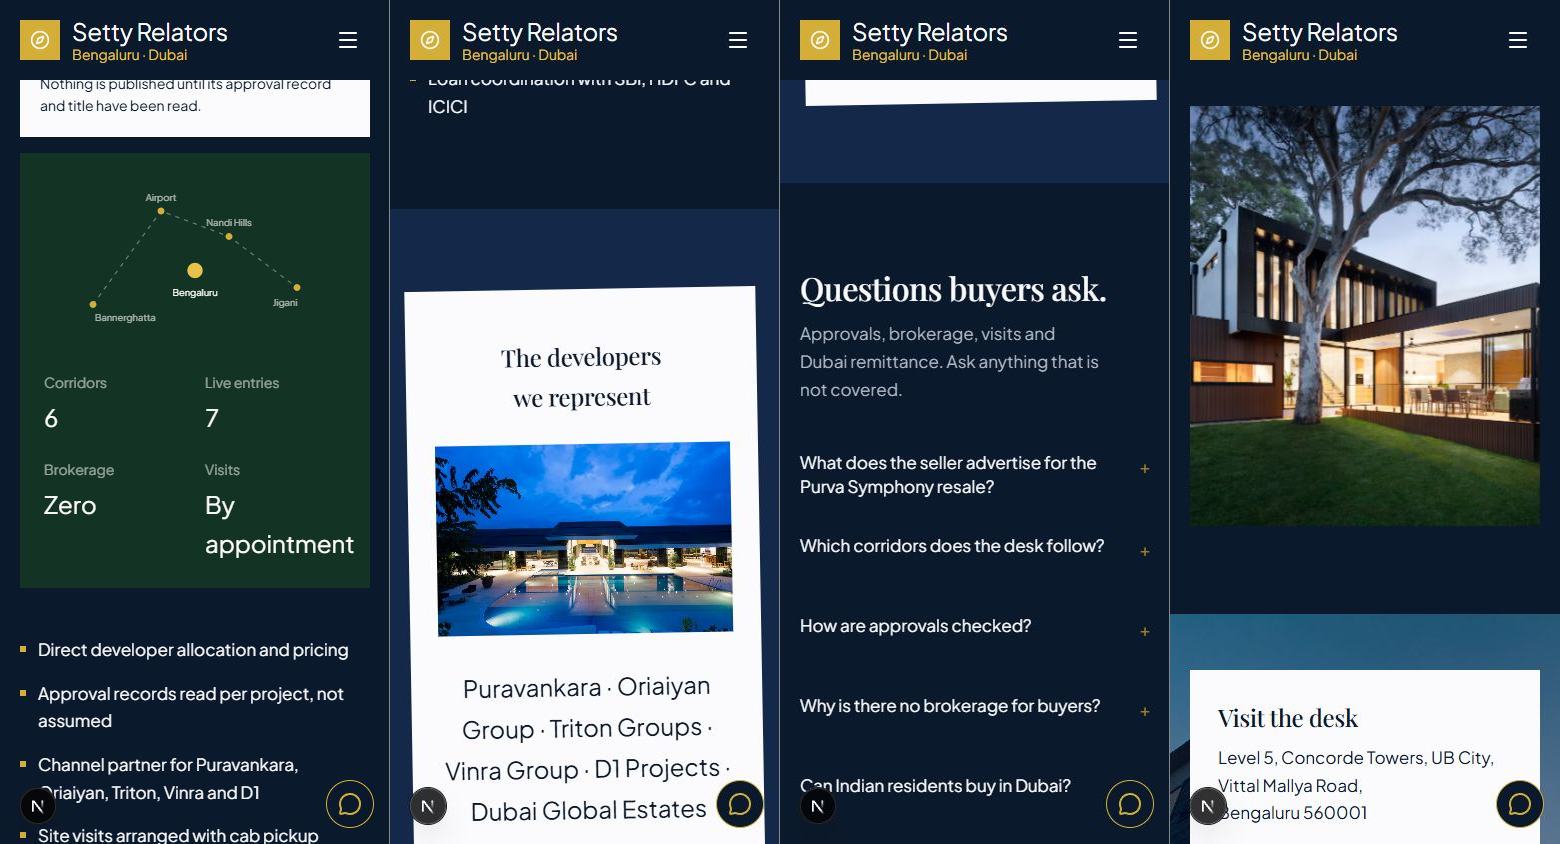 Setty Relators
Bengaluru · Dubai
Nothing is published until its approval record
and title have been read.
Airport
Nandi Hills
Bengaluru
Jigani
Bannerghatta
Corridors
6
Live entries
7
Brokerage
Zero
Visits
By
appointment
Direct developer allocation and pricing
Approval records read per project, not
assumed
Channel partner for Puravankara,
Oriaiyan, Triton, Vinra and D1
N
Site visits arranged with cab pickup
Setty Relators
Bengaluru · Dubai
Loan coordination with SBI, HDFC and
ICICI
The developers
we represent
Puravankara · Oriaiyan
Group · Triton Groups ·
Vinra Group · D1 Projects ·
Dubai Global Estates
N
Setty Relators
Bengaluru · Dubai
Questions buyers ask.
Approvals, brokerage, visits and
Dubai remittance. Ask anything that is
not covered.
What does the seller advertise for the
Purva Symphony resale?
+
Which corridors does the desk follow?
+
How are approvals checked?
+
Why is there no brokerage for buyers?
+
Can Indian residents buy in Dubai?
N
Setty Relators
Bengaluru · Dubai
Visit the desk
Level 5, Concorde Towers, UB City,
Vittal Mallya Road,
Bengaluru 560001
N